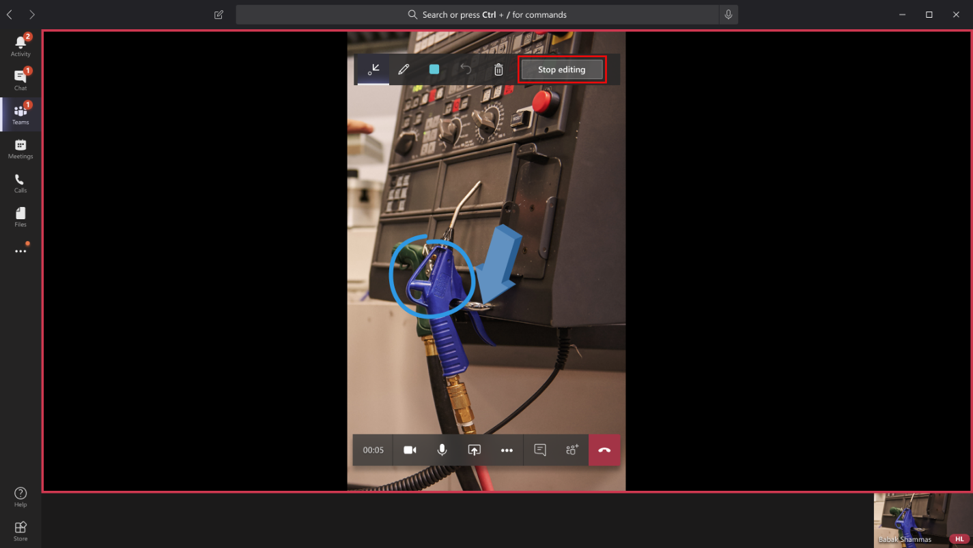 Search or press Ctrl + / for commands
2
Activity
1
Chat
1
Teams
Meetings
Calls
Files
Help
Store
Stop editing
00:05
Babak Shammas
HL